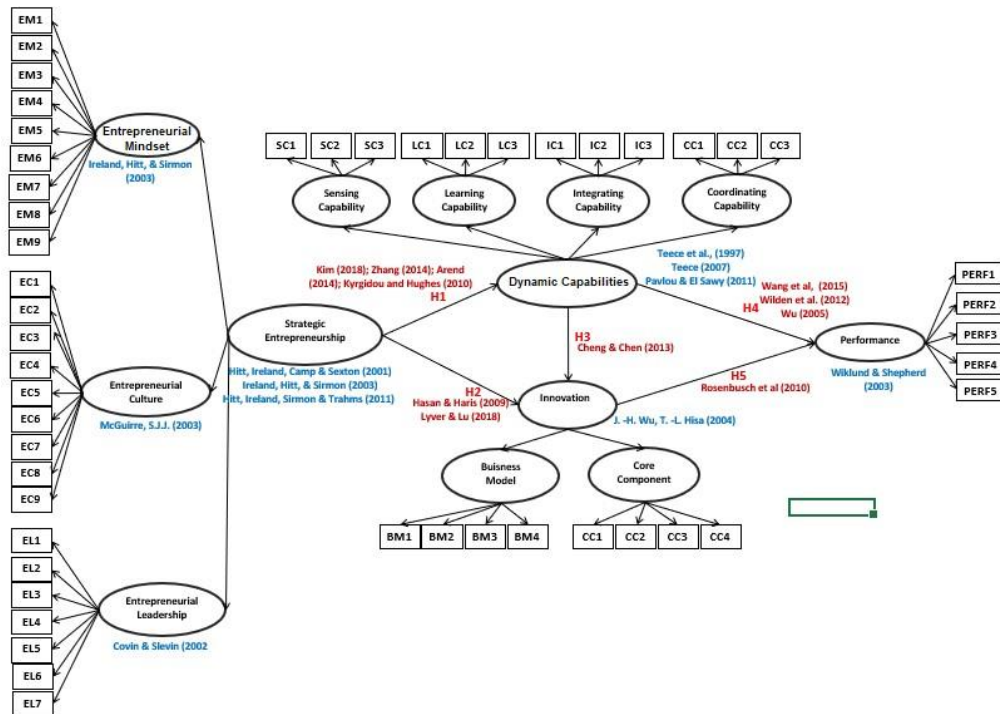 EM1
EM2
EM3
EM4
EM5
EM6
EM7
EM8
EM9
Entrepreneurial
Mindset
Ireland, Hitt, & Sirmon
(2003)
EC1
EC2
EC3
EC4
EC5
EC6
EC7
EC8
EC9
Entrepreneurial
Culture
McGuirre, S.J.J. (2003)
EL1
EL2
EL3
EL4
EL5
EL6
EL7
Entrepreneurial
Leadership
Covin & Slevin (2002
Strategic
Entrepreneurship
Hitt, Ireland, Camp & Sexton (2001)
Ireland, Hitt, & Sirmon (2003)
Hitt, Ireland, Sirmon & Trahms (2011)
SC1 SC2 SC3
Sensing
Capability
LC1 LC2 LC3
Learning
Capability
IC1 IC2 IC3
Integrating
Capability
CC1 CC2 CC3
Coordinating
Capability
Kim (2018); Zhang (2014); Arend
(2014); Kyrgidou and Hughes (2010)
H1
Dynamic Capabilities
Teece et al., (1997)
Teece (2007)
Pavlou & El Sawy (2011)
H4
Wang et al, (2015)
Wilden et al. (2012)
Wu (2005)
H3
Cheng & Chen (2013)
H2
Hasan & Haris (2009)
Lyver & Lu (2018)
Innovation
J. -H. Wu, T. -L. Hisa (2004)
H5
Rosenbusch et al (2010)
Performance
Wiklund & Shepherd
(2003)
PERF1
PERF2
PERF3
PERF4
PERF5
Buisness
Model
BM1 BM2 BM3 BM4
Core
Component
CC1 CC2 CC3 CC4